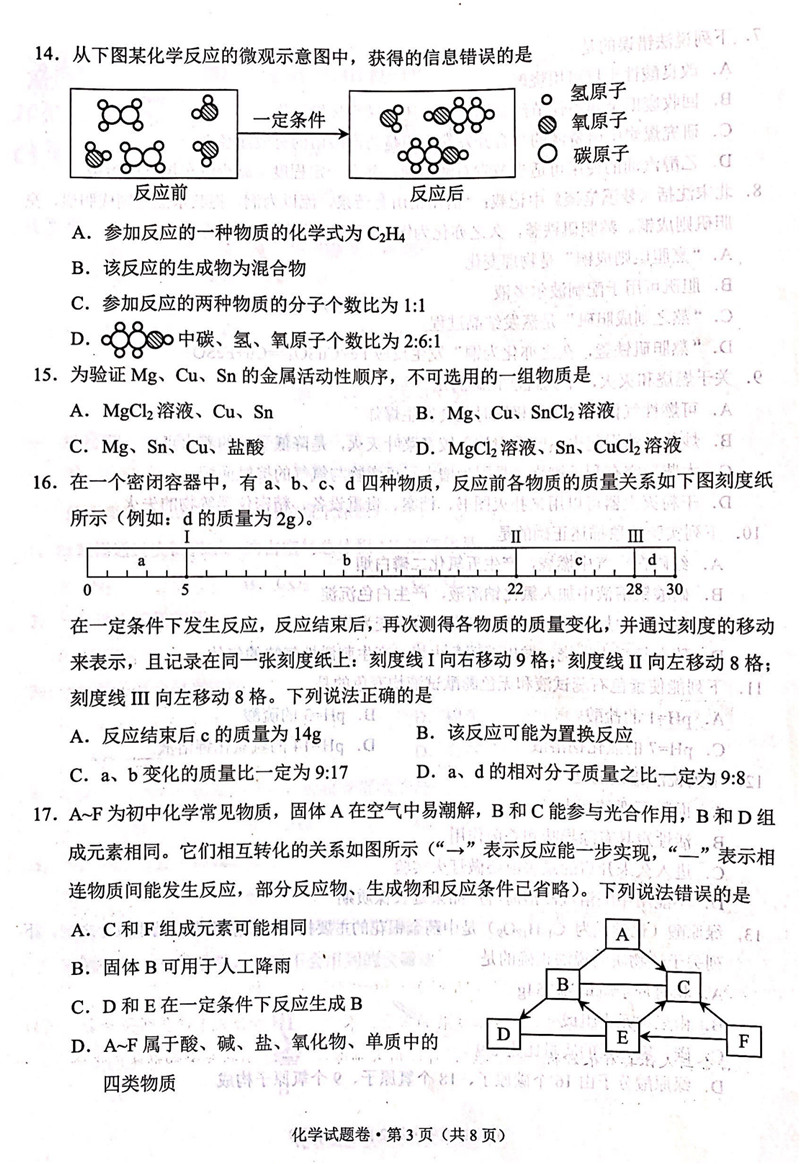 14．从下图某化学反应的微观示意图中，获得的信息错误的是
一定条件
氢原子
氧原子
碳原子
反应前
反应后
A．参加反应的一种物质的化学式为 C₂H₄
B．该反应的生成物为混合物
C．参加反应的两种物质的分子个数比为 1:1
D． 中碳、氢、氧原子个数比为 2:6:1
15．为验证 Mg、Cu、Sn 的金属活动性顺序，不可选用的一组物质是
A．MgCl₂ 溶液、Cu、Sn
B．Mg、Cu、SnCl₂ 溶液
C．Mg、Sn、Cu、盐酸
D．MgCl₂ 溶液、Sn、CuCl₂ 溶液
16．在一个密闭容器中，有 a、b、c、d 四种物质，反应前各物质的质量关系如下图刻度纸
所示（例如：d 的质量为 2g）。
I II III
a b c d
0 5 22 28 30
在一定条件下发生反应，反应结束后，再次测得各物质的质量变化，并通过刻度的移动
来表示，且记录在同一张刻度纸上：刻度线 I 向右移动 9 格；刻度线 II 向左移动 8 格；
刻度线 III 向左移动 8 格。下列说法正确的是
A．反应结束后 c 的质量为 14g
B．该反应可能为置换反应
C．a、b 变化的质量比一定为 9:17
D．a、d 的相对分子质量之比一定为 9:8
17．A~F 为初中化学常见物质，固体 A 在空气中易潮解，B 和 C 能参与光合作用，B 和 D 组
成元素相同。它们相互转化的关系如图所示（“→”表示反应能一步实现，“—”表示相
连物质间能发生反应，部分反应物、生成物和反应条件已省略）。下列说法错误的是
A．C 和 F 组成元素可能相同
B．固体 B 可用于人工降雨
C．D 和 E 在一定条件下反应生成 B
D．A~F 属于酸、碱、盐、氧化物、单质中的
四类物质
A
B
C
D
E
F
化学试题卷·第 3 页（共 8 页）